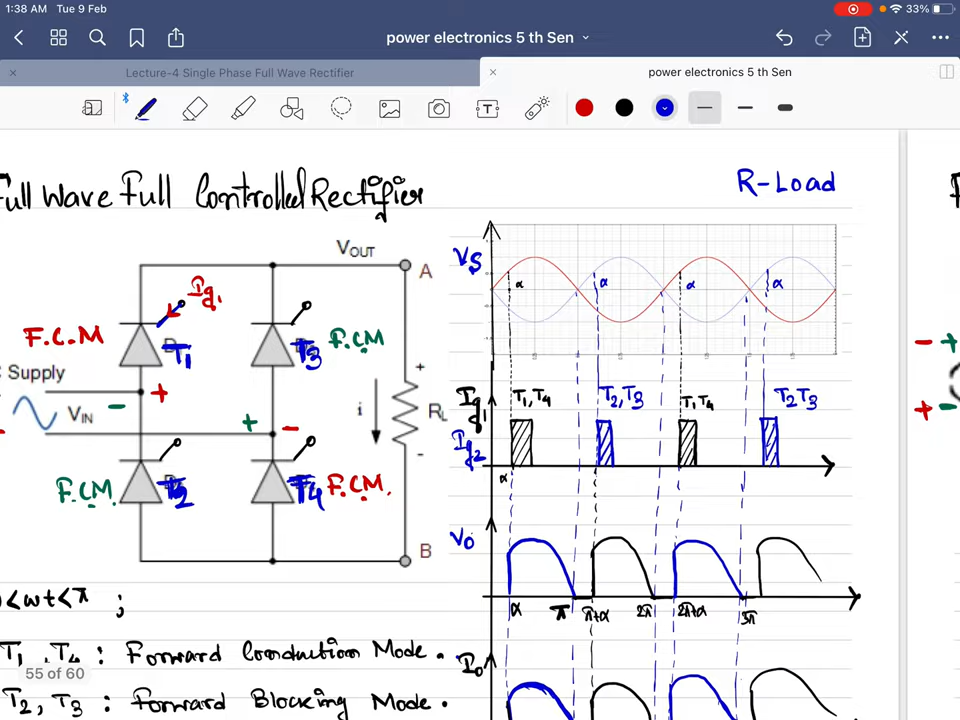 1:38 AM Tue 9 Feb
33%
power electronics 5 th Sen
Lecture-4 Single Phase Full Wave Rectifier
power electronics 5 th Sen
Full Wave Full Controlled Rectifier
R-Load
VOUT
A
Ig1
F.C.M
T1
T3
F.C.M
Supply
VIN
+
-
+
-
i
+
RL
-
F.C.M.
T2
T4
F.C.M.
B
Vs
α
α
α
α
Ig1
Ig2
T1,T4
T2,T3
T1,T4
T2 T3
α
Vo
α
π
π+α
2π
2π+α
3π
Io
<wt<π ;
T1, T4 : Forward Conduction Mode.
T2, T3 : Forward Blocking Mode.
55 of 60
- +
+ -